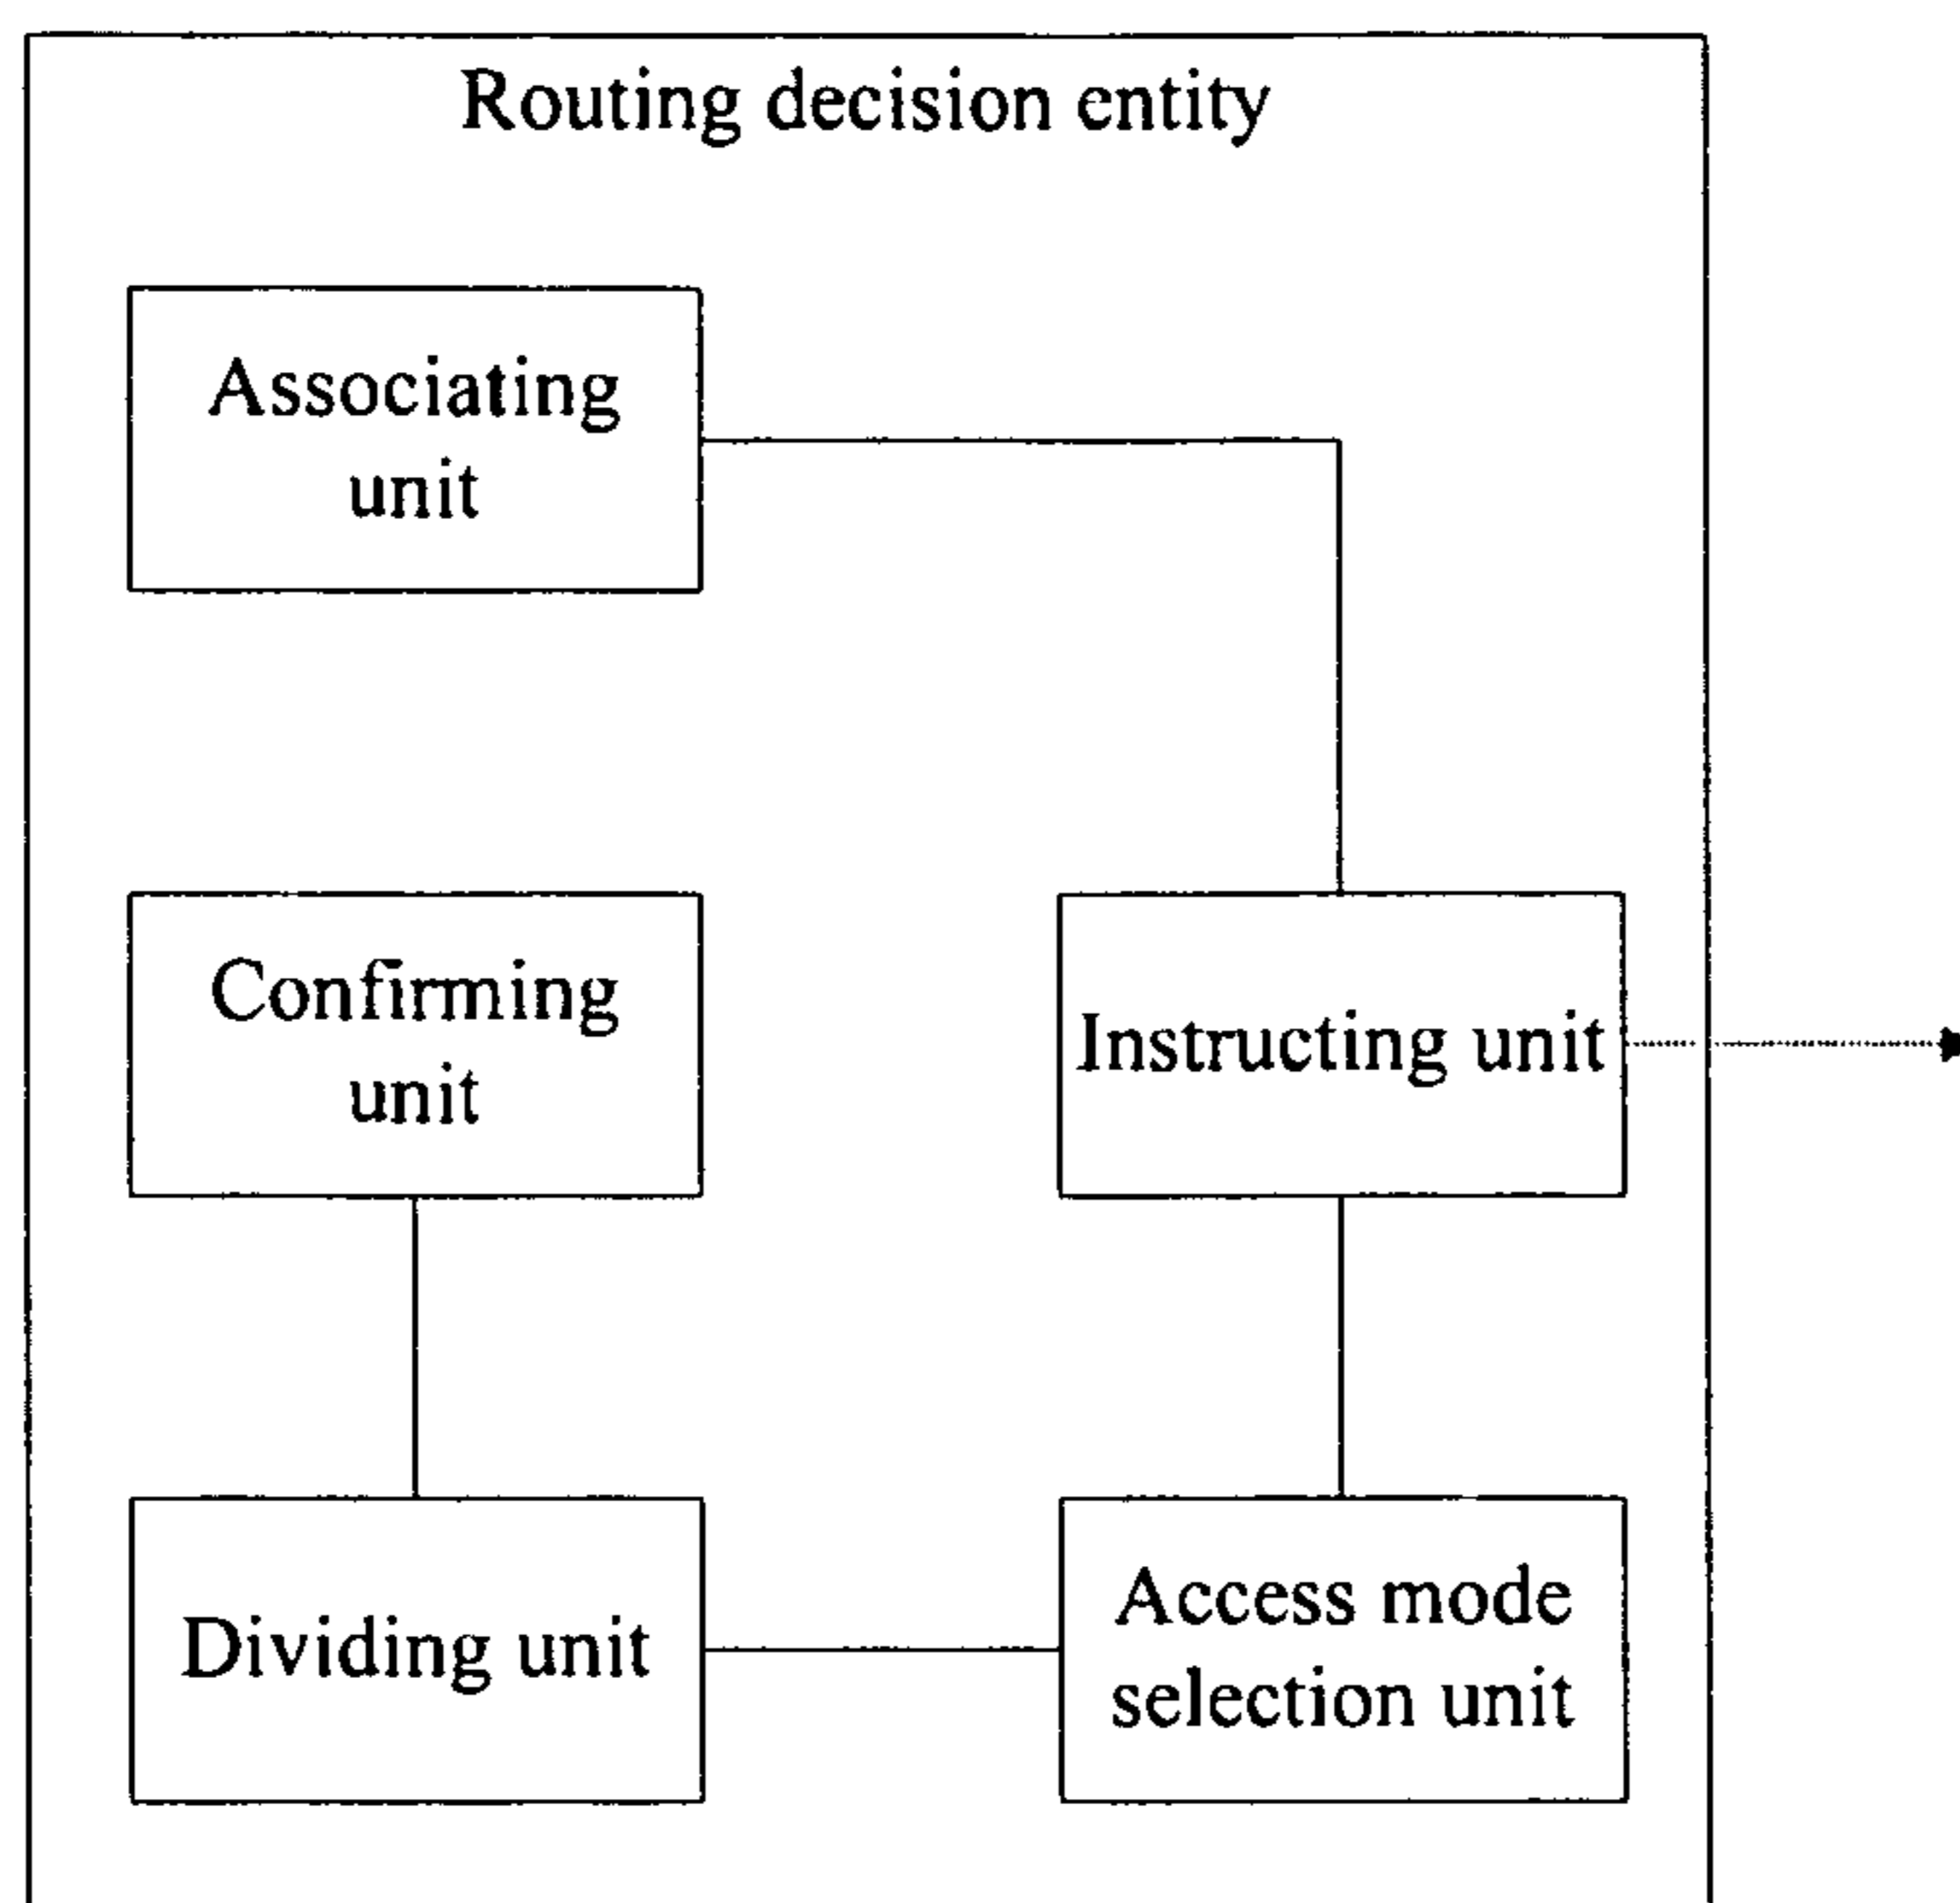 Routing decision entity
Associating
unit
Confirming
unit
Instructing unit
Dividing unit
Access mode
selection unit